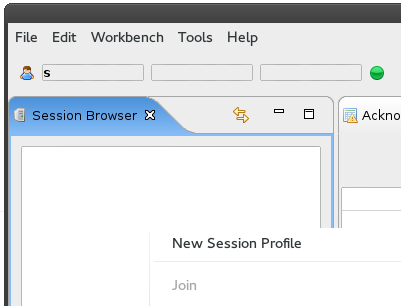 File Edit Workbench Tools Help
s
Session Browser
Ackno
New Session Profile
Join